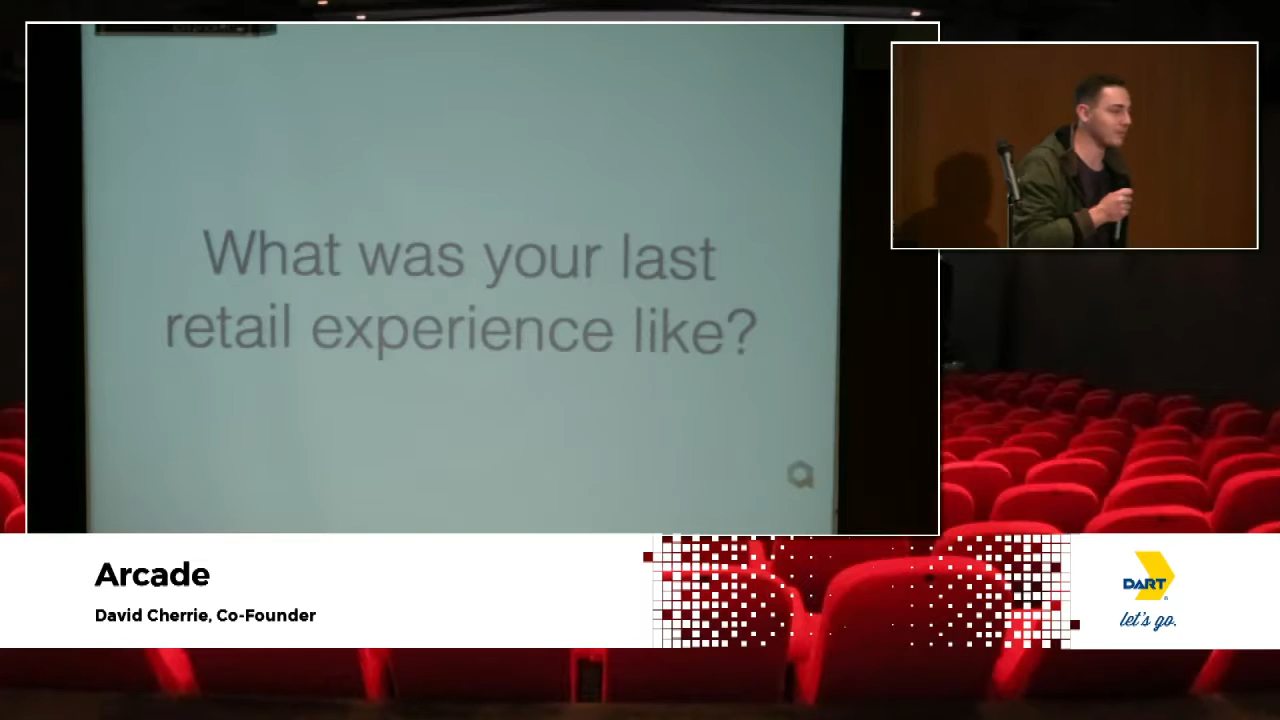 What was your last
retail experience like?
Arcade
David Cherrie, Co-Founder
DART
let's go.